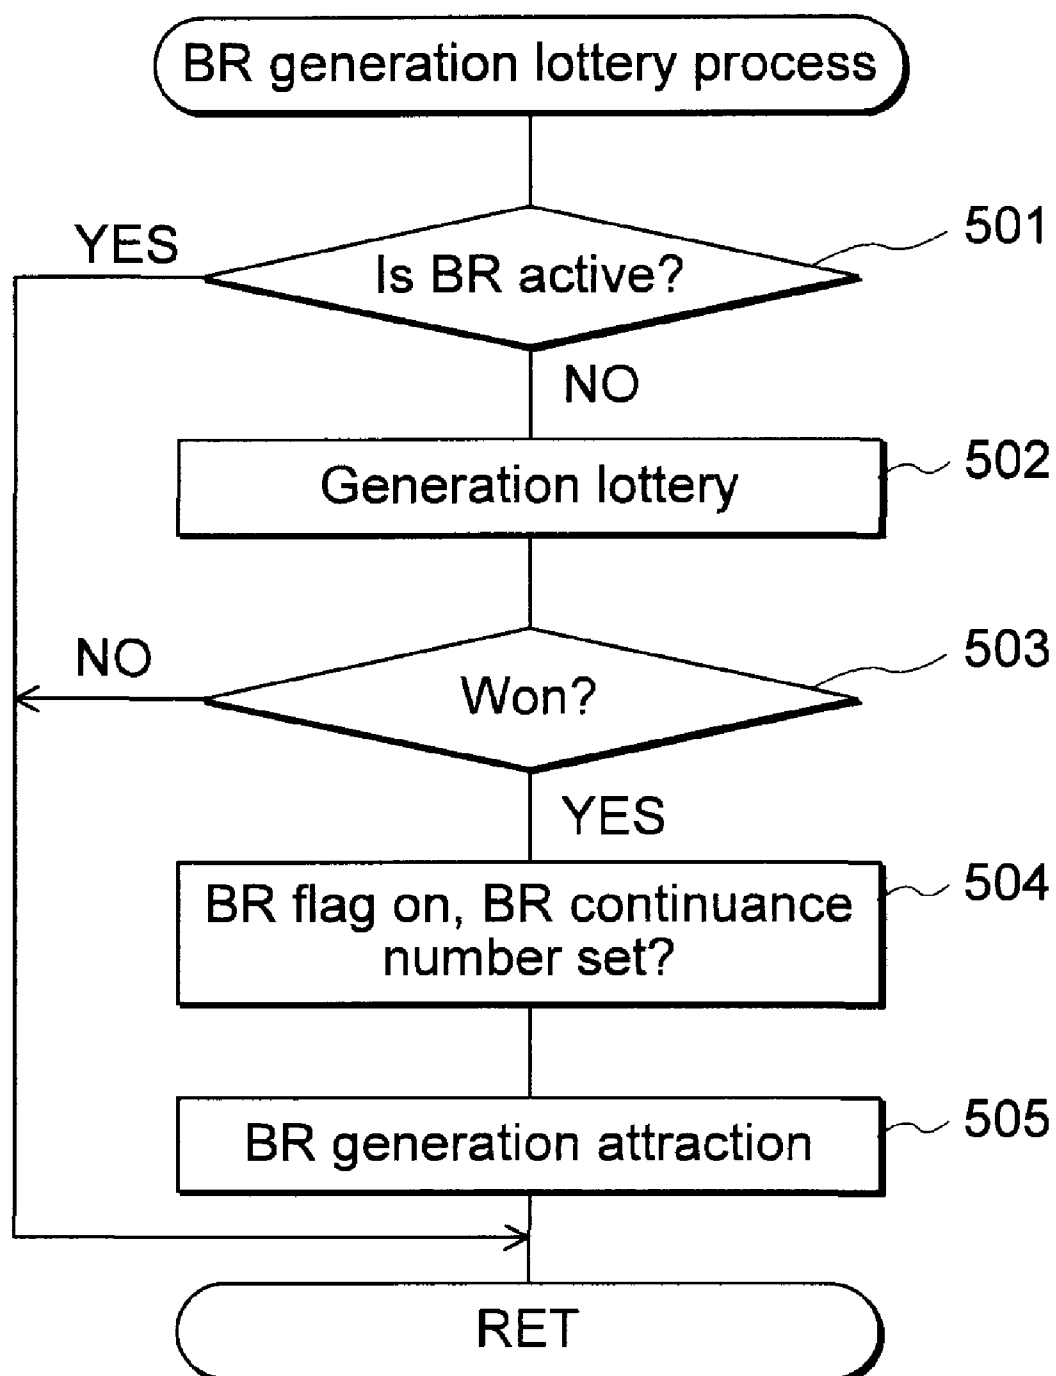 BR generation lottery process
YES
501
Is BR active?
NO
502
Generation lottery
503
NO
Won?
YES
504
BR flag on, BR continuance
number set?
505
BR generation attraction
RET